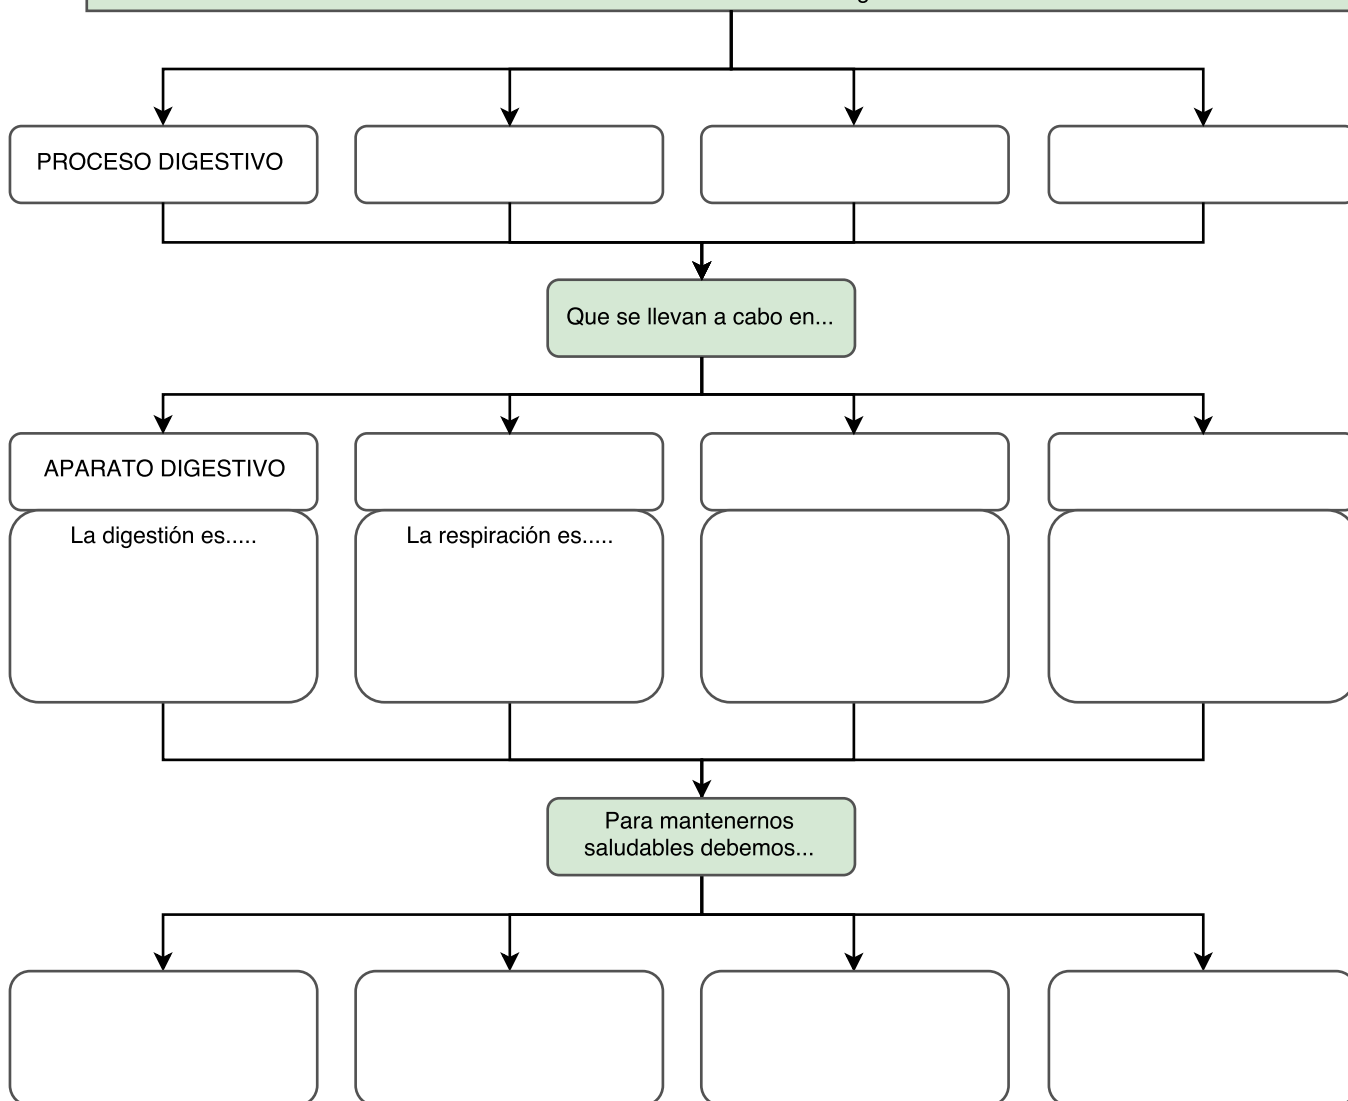 PROCESO DIGESTIVO
Que se llevan a cabo en...
APARATO DIGESTIVO
La digestión es.....
La respiración es.....
Para mantenernos
saludables debemos...